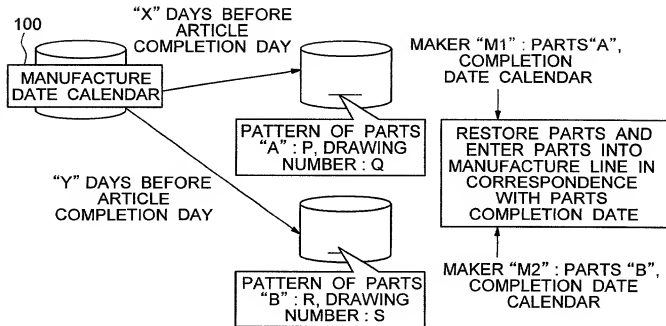 100
MANUFACTURE
DATE CALENDAR
“X” DAYS BEFORE
ARTICLE
COMPLETION DAY
PATTERN OF PARTS
“A” : P, DRAWING
NUMBER : Q
“Y” DAYS BEFORE
ARTICLE
COMPLETION DAY
PATTERN OF PARTS
“B” : R, DRAWING
NUMBER : S
MAKER “M1” : PARTS“A”,
COMPLETION
DATE CALENDAR
RESTORE PARTS AND
ENTER PARTS INTO
MANUFACTURE LINE IN
CORRESPONDENCE
WITH PARTS
COMPLETION DATE
MAKER “M2” : PARTS “B”,
COMPLETION DATE
CALENDAR